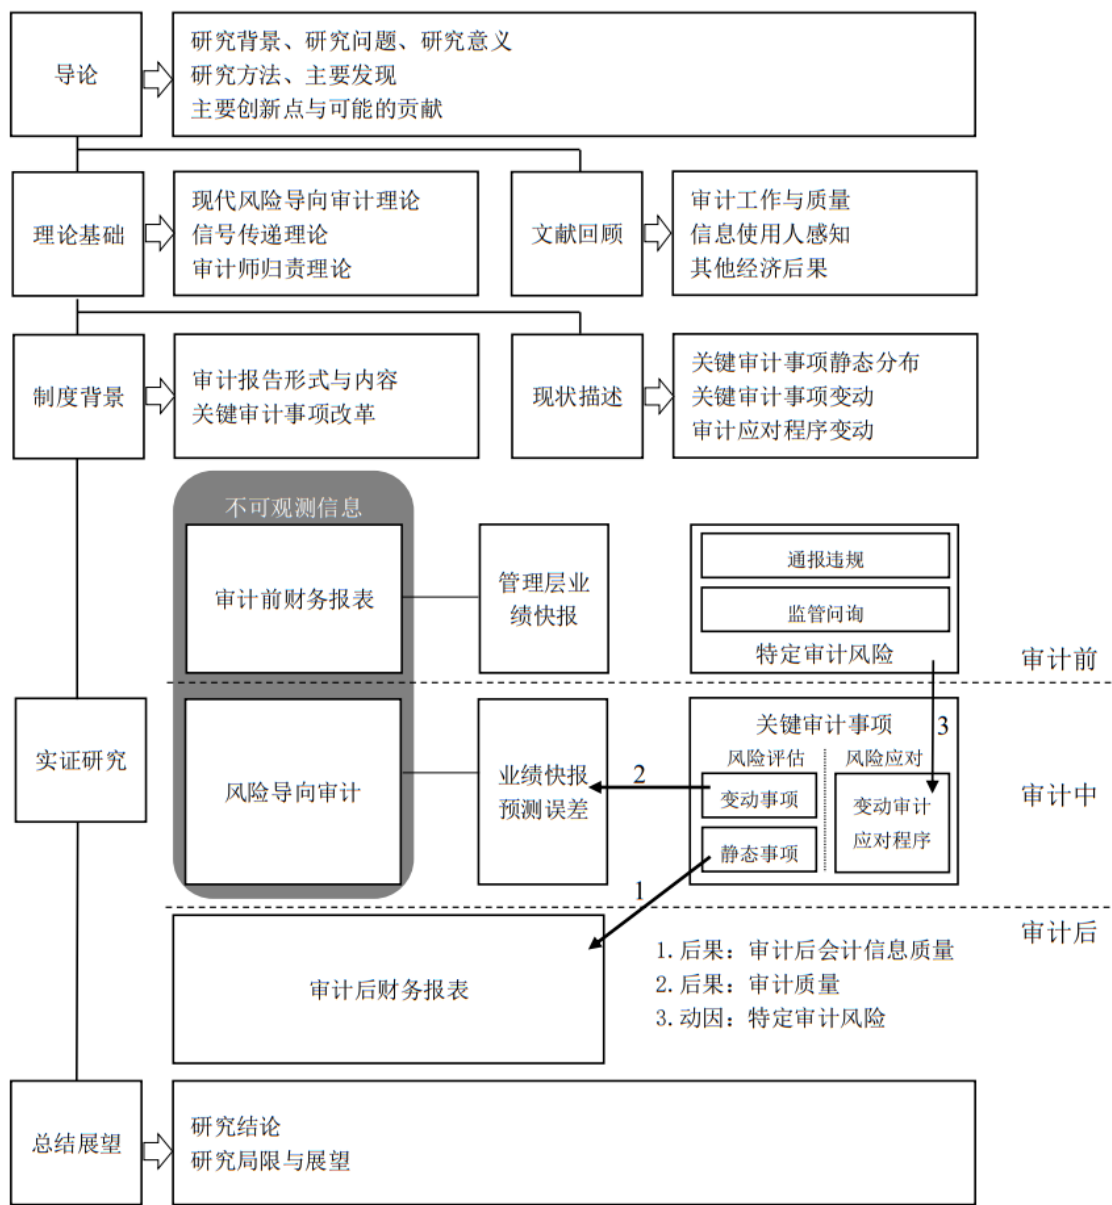 导论
研究背景、研究问题、研究意义
研究方法、主要发现
主要创新点与可能的贡献
理论基础
现代风险导向审计理论
信号传递理论
审计师归责理论
文献回顾
审计工作与质量
信息使用人感知
其他经济后果
制度背景
审计报告形式与内容
关键审计事项改革
现状描述
关键审计事项静态分布
关键审计事项变动
审计应对程序变动
实证研究
不可观测信息
审计前财务报表
管理层业
绩快报
通报违规
监管问询
特定审计风险
审计前
风险导向审计
业绩快报
预测误差
2
关键审计事项
3
风险评估
风险应对
变动事项
静态事项
变动审计
应对程序
审计中
1
审计后
审计后财务报表
1.后果：审计后会计信息质量
2.后果：审计质量
3.动因：特定审计风险
总结展望
研究结论
研究局限与展望